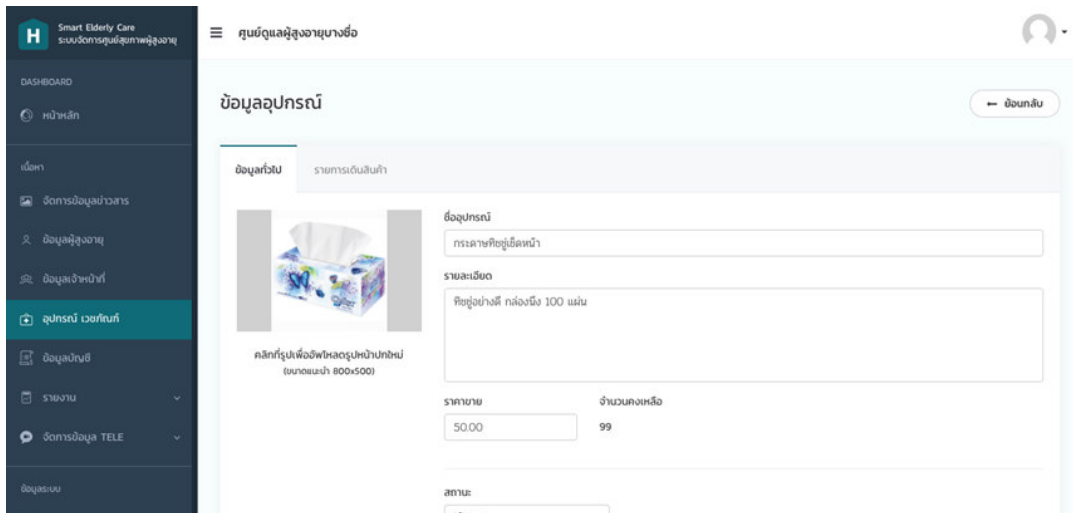 H
Smart Elderly Care
ระบบจัดการศูนย์สุขภาพผู้สูงอายุ
ศูนย์ดูแลผู้สูงอายุบางซื่อ
DASHBOARD
หน้าหลัก
เนื้อหา
จัดการข้อมูลข่าวสาร
ข้อมูลผู้สูงอายุ
ข้อมูลเจ้าหน้าที่
อุปกรณ์ เวชภัณฑ์
ข้อมูลบัญชี
รายงาน
จัดการข้อมูล TELE
ข้อมูลระบบ
ข้อมูลอุปกรณ์
← ย้อนกลับ
ข้อมูลทั่วไป
รายการเดินสินค้า
คลิกที่รูปเพื่ออัพโหลดรูปหน้าปกใหม่
(ขนาดแนะนำ 800x500)
ชื่ออุปกรณ์
กระดาษทิชชู่เช็ดหน้า
รายละเอียด
ทิชชู่อย่างดี กล่องนึง 100 แผ่น
ราคาขาย
จำนวนคงเหลือ
50.00
99
สถานะ